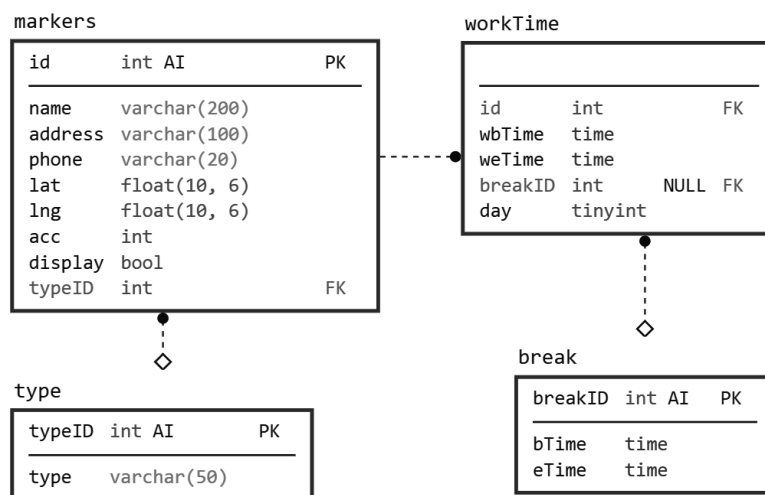 markers
id int AI PK
name varchar(200)
address varchar(100)
phone varchar(20)
lat float(10, 6)
lng float(10, 6)
acc int
display bool
typeID int FK
workTime
id int FK
wbTime time
weTime time
breakID int NULL FK
day tinyint
type
typeID int AI PK
type varchar(50)
break
breakID int AI PK
bTime time
eTime time